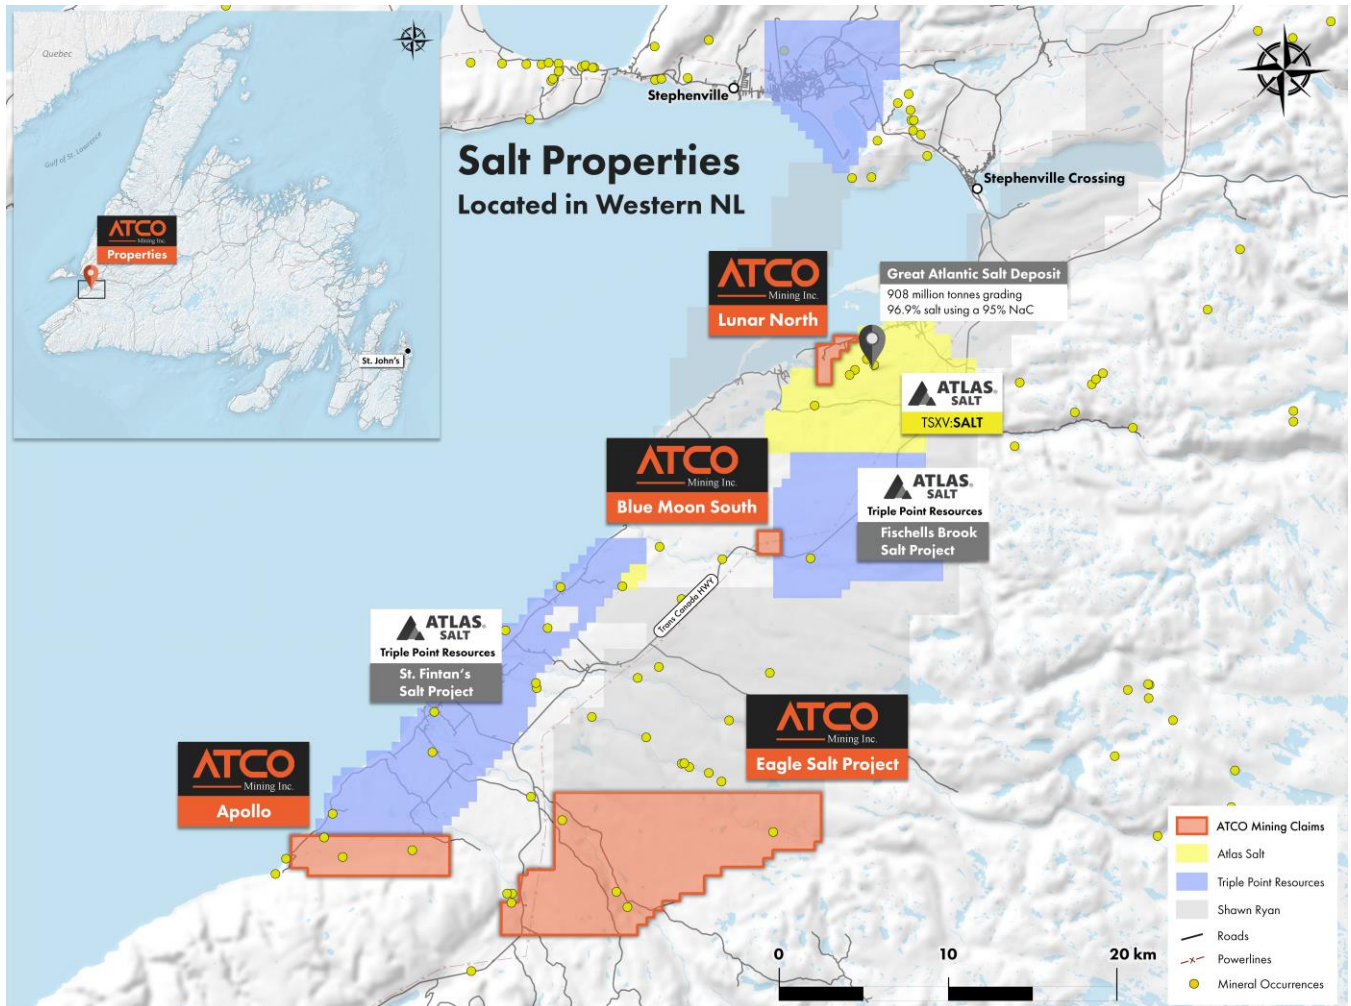 Quebec
Gulf of St. Lawrence
ATCO
Mining Inc.
Properties
St. John's
Salt Properties
Located in Western NL
Stephenville
Stephenville Crossing
ATCO
Mining Inc.
Lunar North
Great Atlantic Salt Deposit
908 million tonnes grading
96.9% salt using a 95% NaC
ATLAS
SALT
TSXV:SALT
ATCO
Mining Inc.
Blue Moon South
ATLAS
SALT
Triple Point Resources
Fischells Brook
Salt Project
Trans Canada HWY
ATLAS
SALT
Triple Point Resources
St. Fintan's
Salt Project
ATCO
Mining Inc.
Eagle Salt Project
ATCO
Mining Inc.
Apollo
ATCO Mining Claims
Atlas Salt
Triple Point Resources
Shawn Ryan
Roads
Powerlines
Mineral Occurrences
0 10 20 km